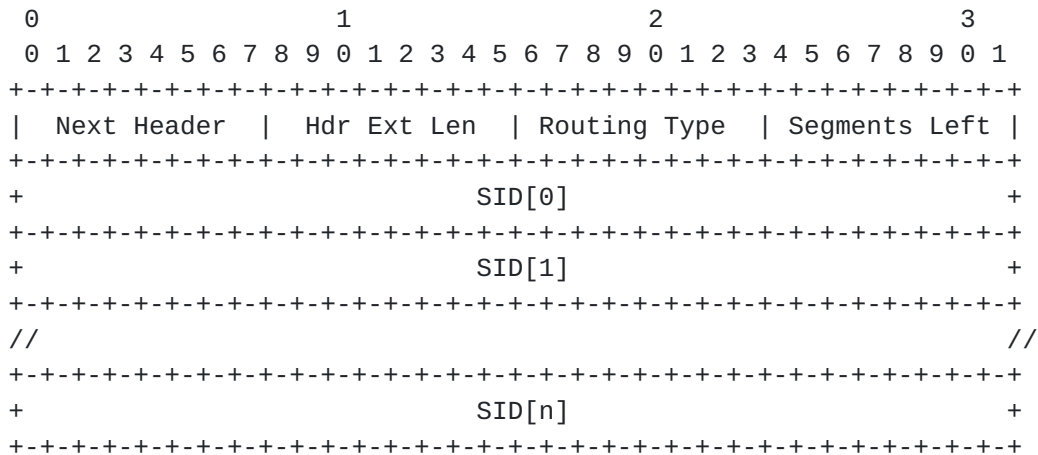 0                   1                   2                   3
 0 1 2 3 4 5 6 7 8 9 0 1 2 3 4 5 6 7 8 9 0 1 2 3 4 5 6 7 8 9 0 1
+-+-+-+-+-+-+-+-+-+-+-+-+-+-+-+-+-+-+-+-+-+-+-+-+-+-+-+-+-+-+-+-+
|  Next Header  |  Hdr Ext Len  | Routing Type  | Segments Left |
+-+-+-+-+-+-+-+-+-+-+-+-+-+-+-+-+-+-+-+-+-+-+-+-+-+-+-+-+-+-+-+-+
+                             SID[0]                            +
+-+-+-+-+-+-+-+-+-+-+-+-+-+-+-+-+-+-+-+-+-+-+-+-+-+-+-+-+-+-+-+-+
+                             SID[1]                            +
+-+-+-+-+-+-+-+-+-+-+-+-+-+-+-+-+-+-+-+-+-+-+-+-+-+-+-+-+-+-+-+-+
//                                                              //
+-+-+-+-+-+-+-+-+-+-+-+-+-+-+-+-+-+-+-+-+-+-+-+-+-+-+-+-+-+-+-+-+
+                             SID[n]                            +
+-+-+-+-+-+-+-+-+-+-+-+-+-+-+-+-+-+-+-+-+-+-+-+-+-+-+-+-+-+-+-+-+